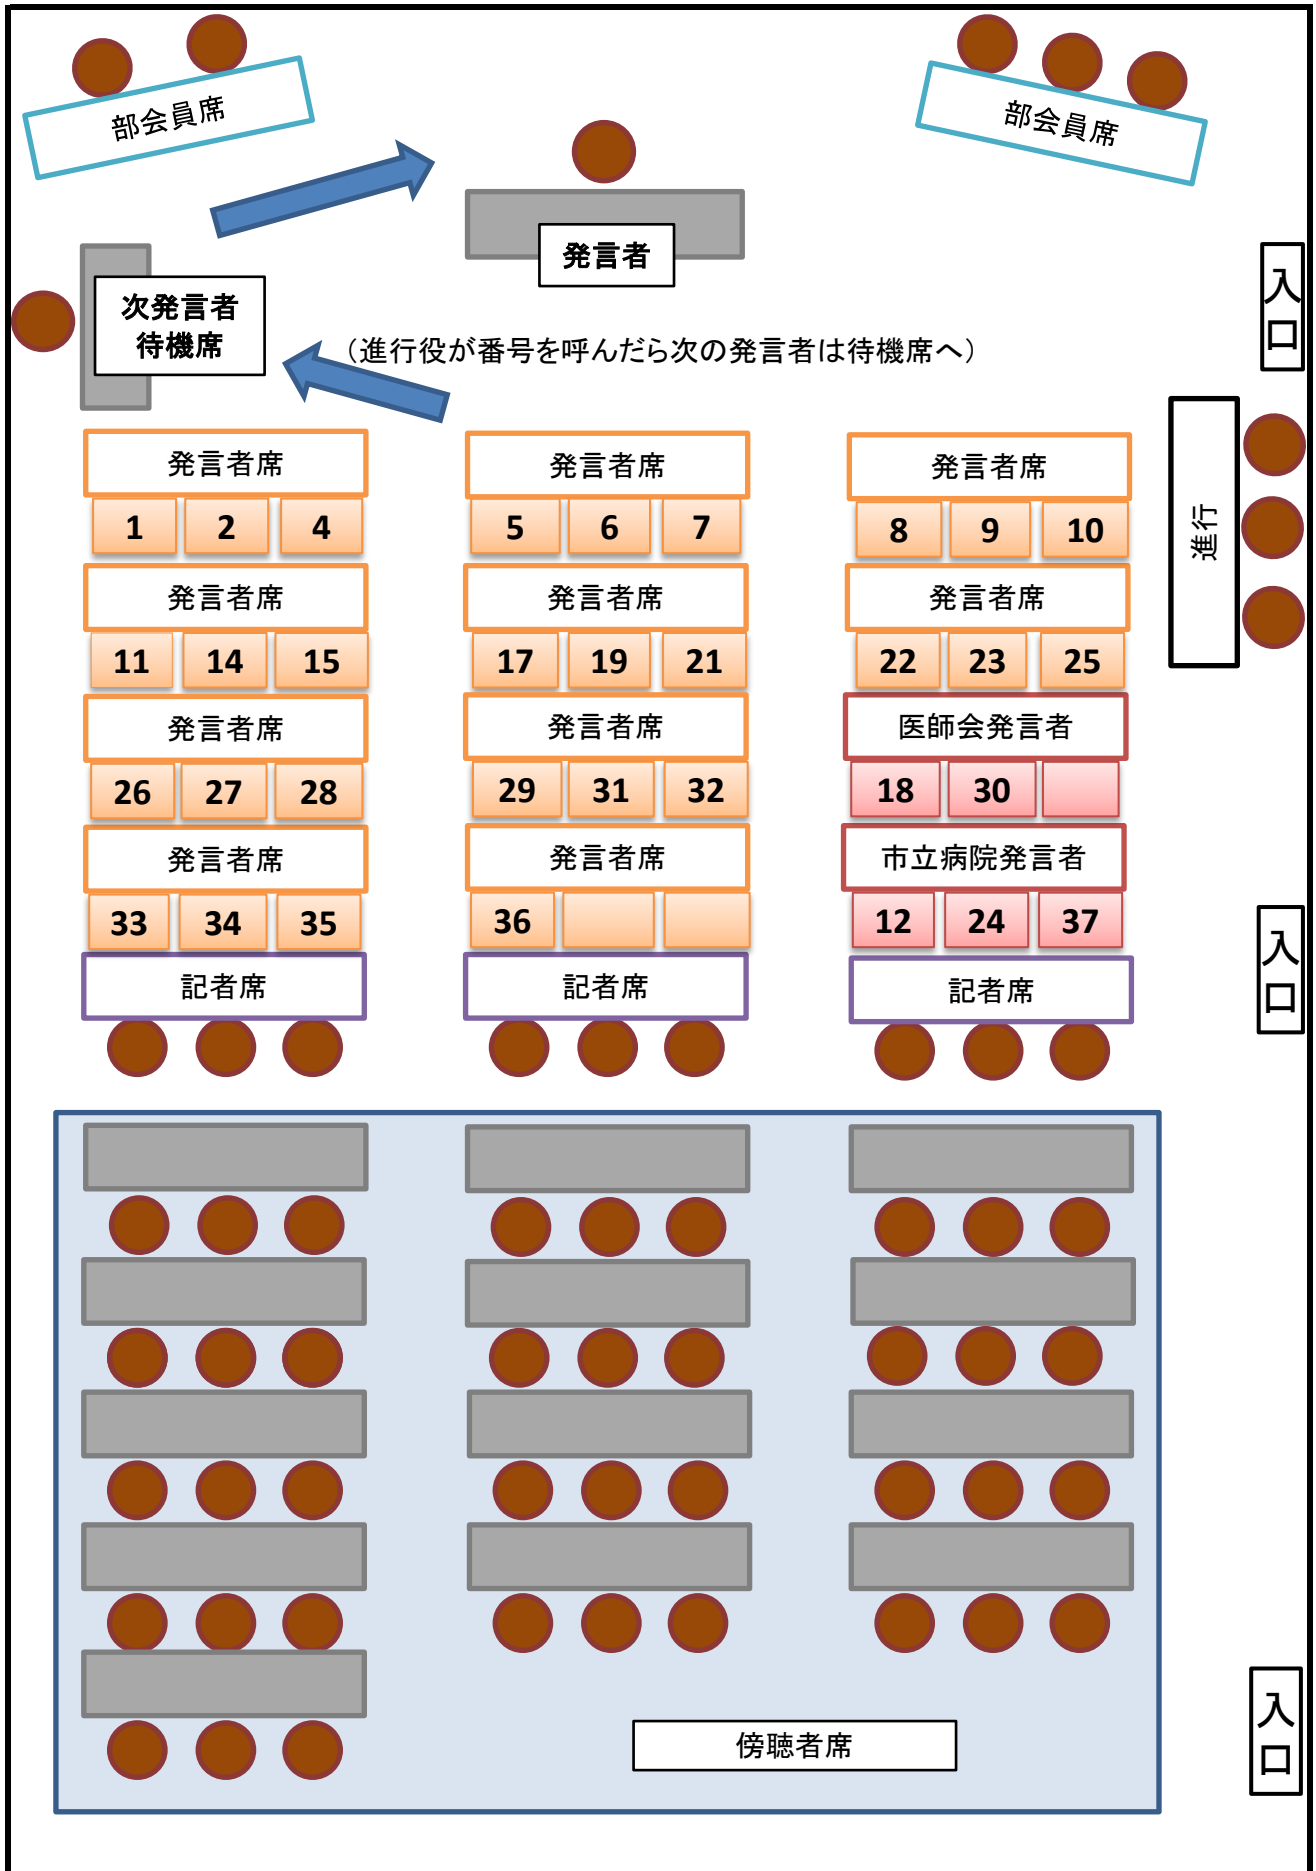 部会員席
部会員席
発言者
次発言者
待機席
(進行役が番号を呼んだら次の発言者は待機席へ)
入口
進行
発言者席
発言者席
発言者席
1 2 4
5 6 7
8 9 10
発言者席
発言者席
発言者席
11 14 15
17 19 21
22 23 25
発言者席
発言者席
医師会発言者
26 27 28
29 31 32
18 30
発言者席
発言者席
市立病院発言者
33 34 35
36
12 24 37
入口
記者席
記者席
記者席
入口
傍聴者席